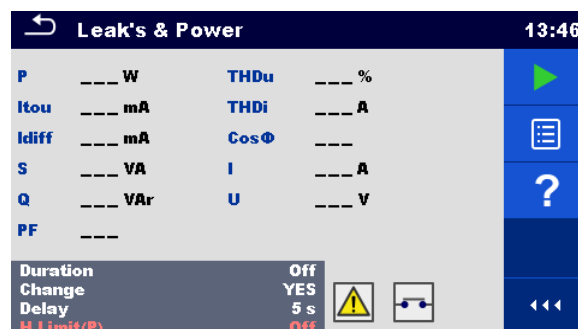 Leak's & Power 13:46
P ___ W THDu ___ %
Itou ___ mA THDi ___ A
Idiff ___ mA CosΦ ___
S ___ VA I ___ A
Q ___ VAr U ___ V
PF ___
Duration Off
Change YES
Delay 5 s
H Limit(P) Off
?